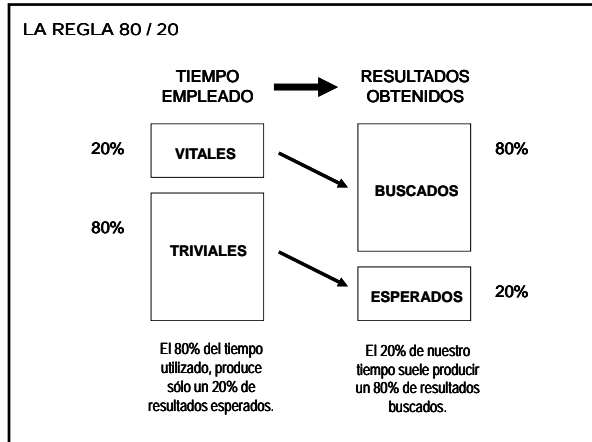 LA REGLA 80 / 20
TIEMPO
EMPLEADO
RESULTADOS
OBTENIDOS
20%
VITALES
80%
TRIVIALES
BUSCADOS
80%
ESPERADOS
20%
El 80% del tiempo
utilizado, produce
sólo un 20% de
resultados esperados.
El 20% de nuestro
tiempo suele producir
un 80% de resultados
buscados.